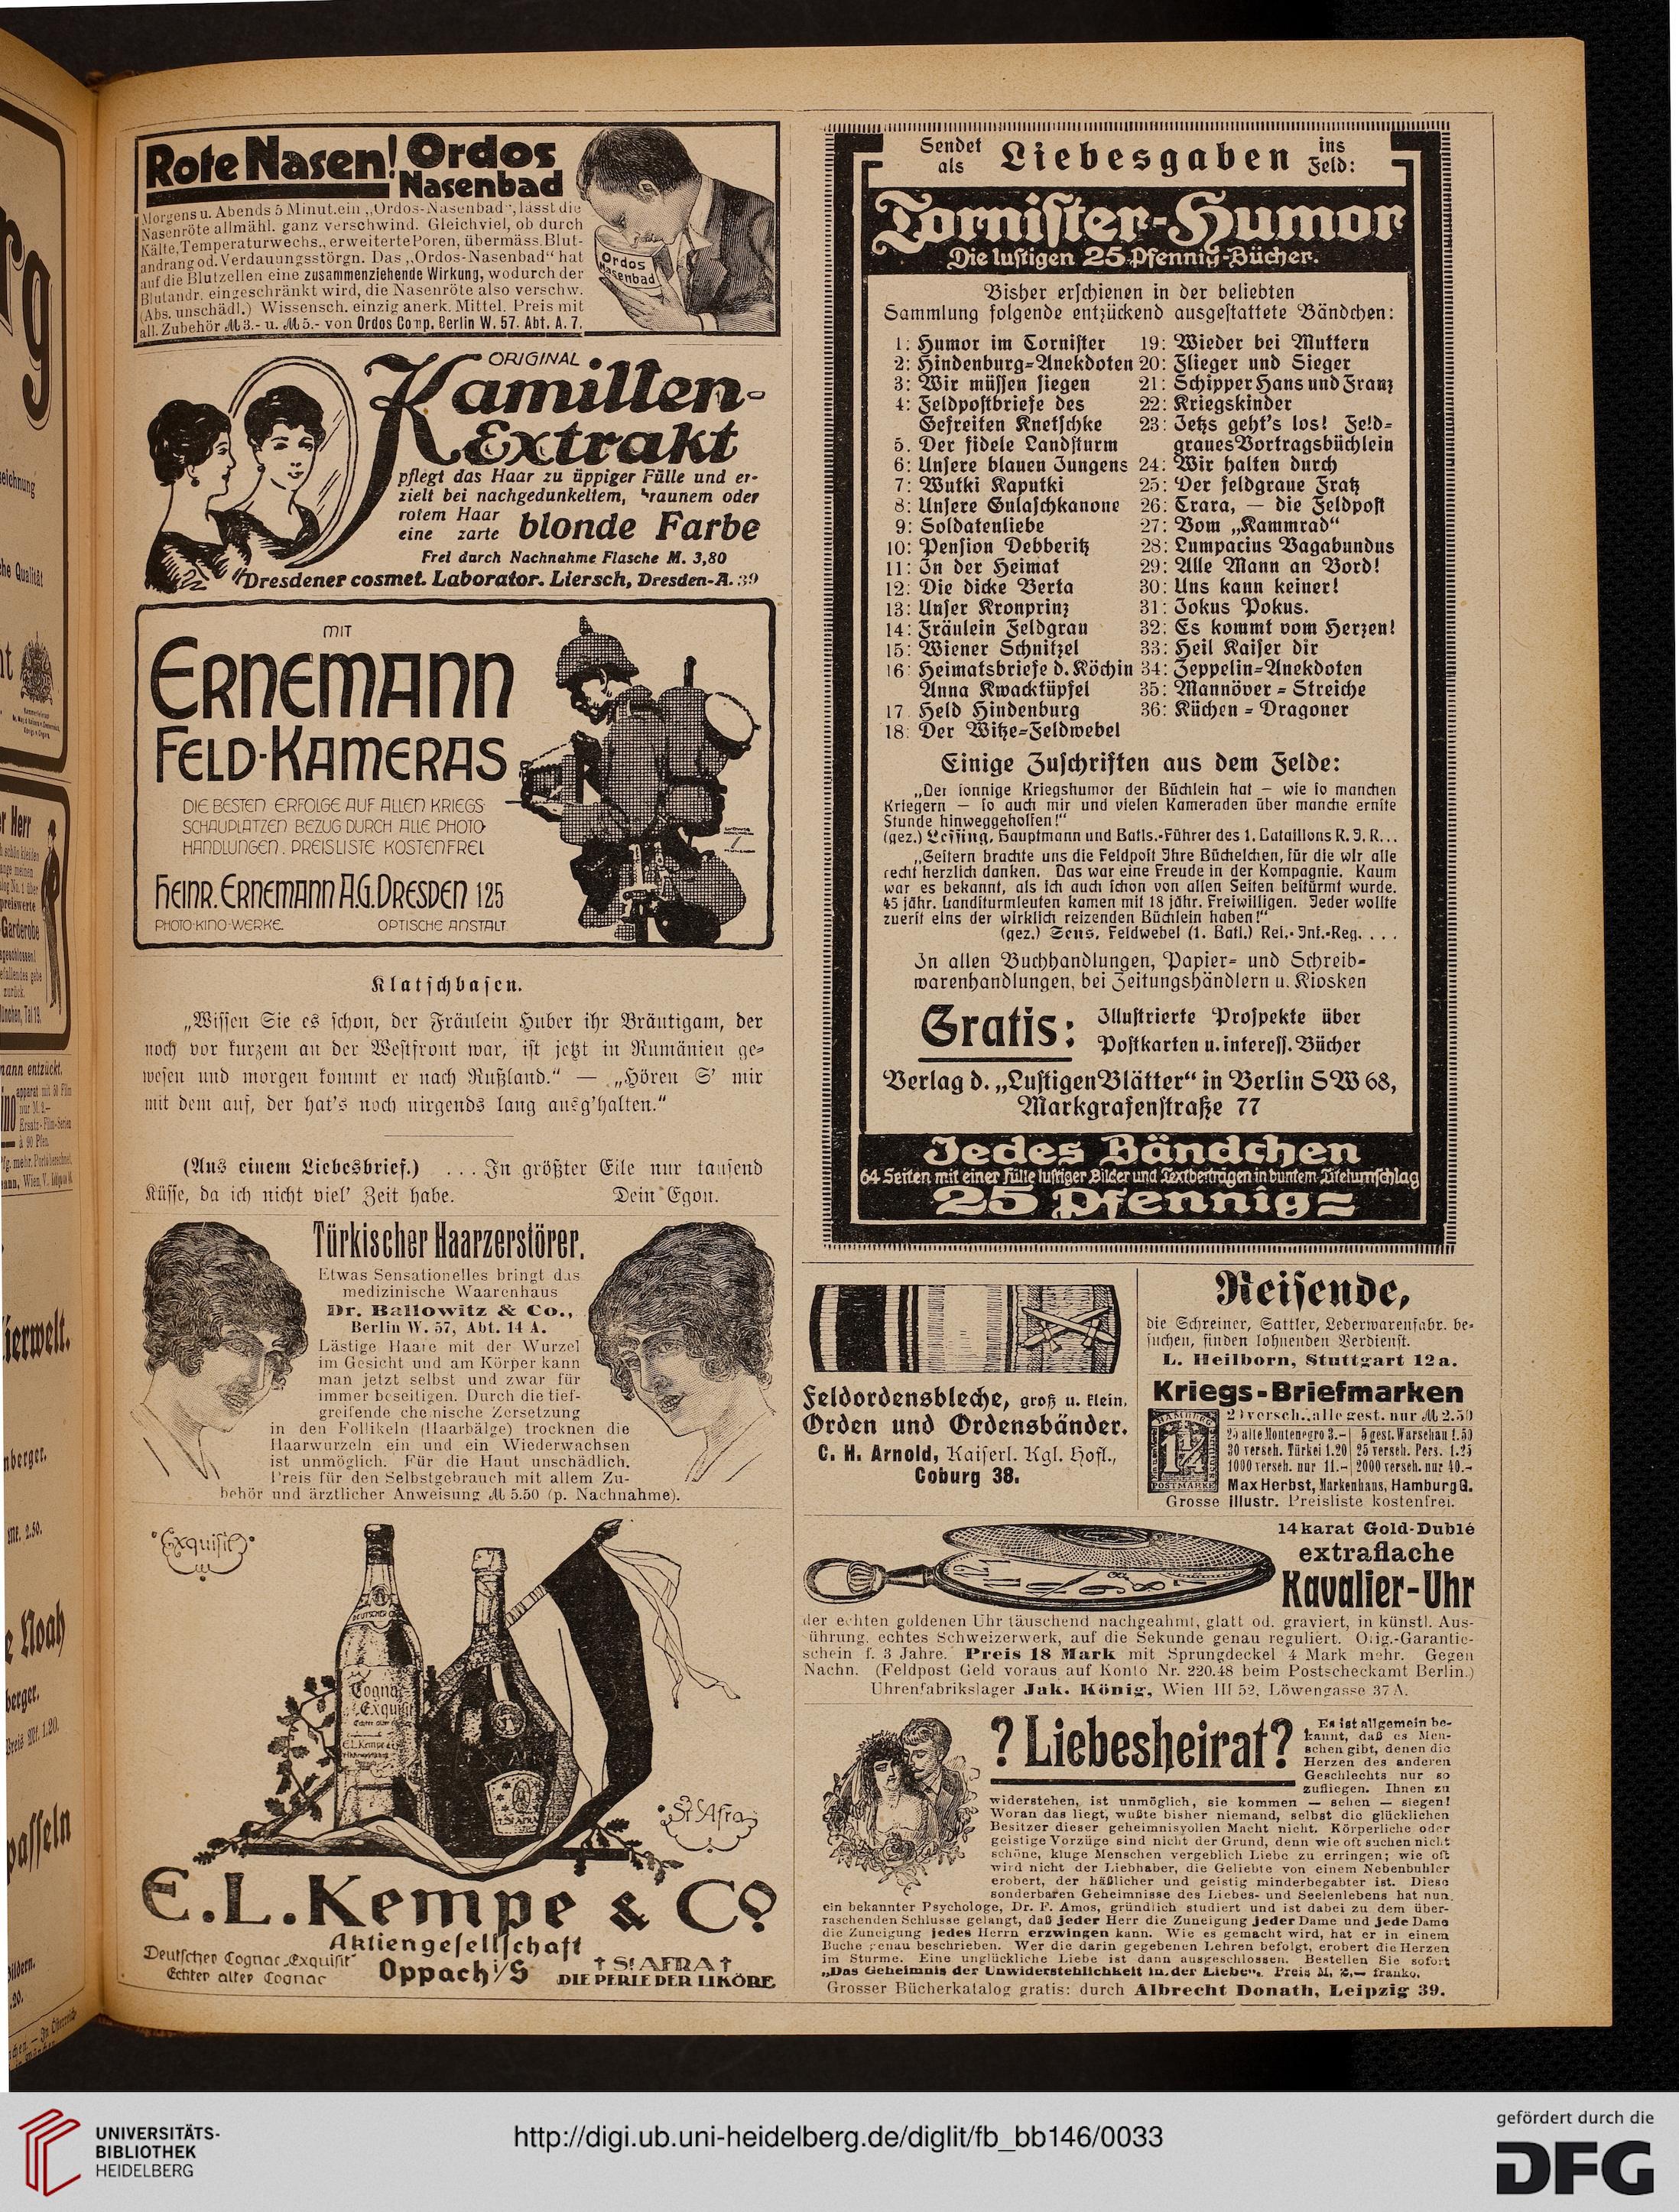 Rote Nasen! Ordos
Nasenbad
Morgens u. Abends 5 Minut. ein „Ordos-Nasenbad“, lässt die
Nasenröte allmähl. ganz verschwind. Gleichviel, ob durch
Kälte, Temperaturwechs., erweiterte Poren, übermäss. Blut-
andrang od. Verdauungsstörgn. Das „Ordos-Nasenbad“ hat
auf die Blutzellen eine zusammenziehende Wirkung, wodurch der
Blutandr. eingeschränkt wird, die Nasenröte also verschw.
(Abs. unschädl.) Wissensch. einzig anerk. Mittel. Preis mit
all. Zubehör ℳ 3.- u. ℳ 5.- von Ordos Comp. Berlin W. 57. Abt. A. 7.
Ordos
Nasenbad
ORIGINAL
Kamillen-
Extrakt
pflegt das Haar zu üppiger Fülle und er-
zielt bei nachgedunkeltem, braunem oder
rotem Haar
eine zarte blonde Farbe
Frei durch Nachnahme Flasche M. 3,80
Dresdener cosmet. Laborator. Liersch, Dresden-A. 39
MIT
ERNEMANN
FELD-KAMERAS
DIE BESTEN ERFOLGE AUF ALLEN KRIEGS
SCHAUPLATZEN BEZUG DURCH ALLE PHOTO-
HANDLUNGEN. PREISLISTE KOSTENFREI
HEINR. ERNEMANN A.G. DRESDEN 125
PHOTO-KINO-WERKE. OPTISCHE ANSTALT
Klatschbasen.
„Wissen Sie es schon, der Fräulein Huber ihr Bräutigam, der
noch vor kurzem an der Westfront war, ist jetzt in Rumänien ge-
wesen und morgen kommt er nach Rußland.“ — „Hören S’ mir
mit dem auf, der hat’s noch nirgends lang ausg’halten.“
(Aus einem Liebesbrief.) . . . In größter Eile nur tausend
Küsse, da ich nicht viel’ Zeit habe. Dein Egon.
Türkischer Haarzerstörer.
Etwas Sensationelles bringt das
medizinische Waarenhaus
Dr. Ballowitz & Co.,
Berlin W. 57, Abt. 14 A.
Lästige Haare mit der Wurzel
im Gesicht und am Körper kann
man jetzt selbst und zwar für
immer beseitigen. Durch die tief-
greifende chemische Zersetzung
in den Follikeln (Haarbälge) trocknen die
Haarwurzeln ein und ein Wiederwachsen
ist unmöglich. Für die Haut unschädlich.
Preis für den Selbstgebrauch mit allem Zu-
behör und ärztlicher Anweisung ℳ 5.50 (p. Nachnahme).
Exquisit
Cognac
Exquisit
St. Afra
E.L. Kempe & Co
Aktiengesellschaft
Deutscher Cognac „Exquisit“
Echter alter Cognac
Oppach i/S
† St. AFRA †
DIE PERLE DER LIKÖRE
Sendet
als Liebesgaben ins
Feld:
Tornister-Humor
Die lustigen 25 Pfennig-Bücher.
Bisher erschienen in der beliebten
Sammlung folgende entzückend ausgestattete Bändchen:
1: Humor im Tornister
2: Hindenburg-Anekdoten
3: Wir müssen siegen
4: Feldpostbriefe des
Gefreiten Knetschke
5. Der fidele Landsturm
6: Unsere blauen Jungens
7: Wutki Kaputki
8: Unsere Gulaschkanone
9: Soldatenliebe
10: Pension Debberitz
11: In der Heimat
12: Die dicke Berta
13: Unser Kronprinz
14: Fräulein Feldgrau
15: Wiener Schnitzel
16: Heimatsbriefe d. Köchin
Anna Kwacktüpfel
17. Held Hindenburg
18: Der Witze-Feldwebel
19: Wieder bei Muttern
20: Flieger und Sieger
21: Schipper Hans und Franz
22: Kriegskinder
23: Jetzs geht’s los! Feld-
graues Vortragsbüchlein
24: Wir halten durch
25: Der feldgraue Fratz
26: Trara, — die Feldpost
27: Vom „Kammrad“
28: Lumpacius Vagabundus
29: Alle Mann an Bord!
30: Uns kann keiner!
31: Jokus Pokus.
32: Es kommt vom Herzen!
33: Heil Kaiser dir
34: Zeppelin-Anekdoten
35: Mannöver-Streiche
36: Küchen-Dragoner
Einige Zuschriften aus dem Felde:
„Der sonnige Kriegshumor der Büchlein hat — wie so manchen
Kriegern — so auch mir und vielen Kameraden über manche ernste
Stunde hinweggeholfen!“
(gez.) Lessing, Hauptmann und Batls.-Führer des 1. Bataillons R. J. R...
„Gestern brachte uns die Feldpost Ihre Büchelchen, für die wir alle
recht herzlich danken. Das war eine Freude in der Kompagnie. Kaum
war es bekannt, als ich auch schon von allen Seiten bestürmt wurde.
45 jähr. Landsturmleuten kamen mit 18 jähr. Freiwilligen. Jeder wollte
zuerst eins der wirklich reizenden Büchlein haben!“
(gez.) Sens, Feldwebel (1. Batl.) Res.-Inf.-Reg. . . .
In allen Buchhandlungen, Papier- und Schreib-
warenhandlungen, bei Zeitungshändlern u. Kiosken
Gratis: Illustrierte Prospekte über
Postkarten u. interess. Bücher
Verlag d. „Lustigen Blätter“ in Berlin SW 68,
Markgrafenstraße 77
Jedes Bändchen
64 Seiten mit einer Fülle lustiger Bilder und Textbeiträgen in buntem Titelumschlag
25 Pfennig
Feldordensbleche, groß u. klein,
Orden und Ordensbänder.
C. H. Arnold, Kaiserl. Kgl. Hofl.,
Coburg 38.
Reisende,
die Schreiner, Sattler, Lederwarenfabr. be-
suchen, finden lohnenden Verdienst.
L. Heilborn, Stuttgart 12a.
Kriegs-Briefmarken
HAMBURG
POSTMARKE
25 alte Montenegro 3.- 5 gest. Warschau 1.50
30 versch. Türkei 1.20 25 versch. Pers. 1.25
1000 versch. nur 11.- 2000 versch. nur 40.-
Max Herbst, Markenhaus, Hamburg G.
Grosse illustr. Preisliste kostenfrei.
14 karat Gold-Dublé
extraflache
Kavalier-Uhr
der echten goldenen Uhr täuschend nachgeahmt, glatt od. graviert, in künstl. Aus-
führung, echtes Schweizerwerk, auf die Sekunde genau reguliert. Orig.-Garantie-
schein f. 3 Jahre. Preis 18 Mark mit Sprungdeckel 4 Mark mehr. Gegen
Nachn. (Feldpost Geld voraus auf Konto Nr. 220.48 beim Postscheckamt Berlin.)
Uhrenfabrikslager Jak. König, Wien III 52, Löwengasse 37 A.
? Liebesheirat?
Es ist allgemein be-
kannt, daß es Men-
schen gibt, denen die
Herzen des anderen
Geschlechts nur so
zufliegen. Ihnen zu
widerstehen, ist unmöglich, sie kommen — sehen — siegen!
Woran das liegt, wußte bisher niemand, selbst die glücklichen
Besitzer dieser geheimnisvollen Macht nicht. Körperliche oder
geistige Vorzüge sind nicht der Grund, denn wie oft suchen nicht
schöne, kluge Menschen vergeblich Liebe zu erringen; wie oft
wird nicht der Liebhaber, die Geliebte von einem Nebenbuhler
erobert, der häßlicher und geistig minderbegabter ist. Diese
sonderbaren Geheimnisse des Liebes- und Seelenlebens hat nun,
ein bekannter Psychologe, Dr. F. Amos, gründlich studiert und ist dabei zu dem über-
raschenden Schlusse gelangt, daß jeder Herr die Zuneigung jeder Dame und jede Dame
die Zuneigung jedes Herrn erzwingen kann. Wie es gemacht wird, hat er in einem
Buche genau beschrieben. Wer die darin gegebenen Lehren befolgt, erobert die Herzen
im Sturme. Eine unglückliche Liebe ist dann ausgeschlossen. Bestellen Sie sofort
„Das Geheimnis der Unwiderstehlichkeit in der Liebe“. Preis M. 2,— franko.
Grosser Bücherkatalog gratis: durch Albrecht Donath, Leipzig 39.
UNIVERSITÄTS-
BIBLIOTHEK
HEIDELBERG
http://digi.ub.uni-heidelberg.de/diglit/fb_bb146/0033
gefördert durch die
DFG